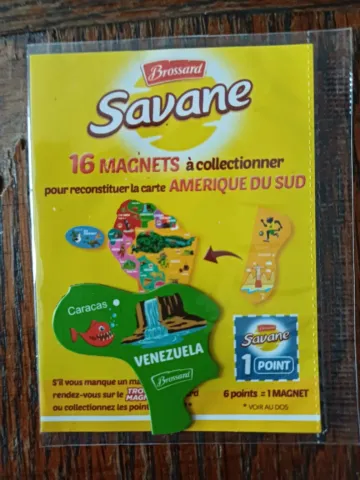 Brossard
Savane
16 MAGNETS à collectionner
pour reconstituer la carte AMERIQUE DU SUD
Caracas
VENEZUELA
Brossard
Savane
1 POINT
S'il vous manque un
rendez-vous sur le
ou collectionnez les
6 points = 1 MAGNET
* VOIR AU DOS